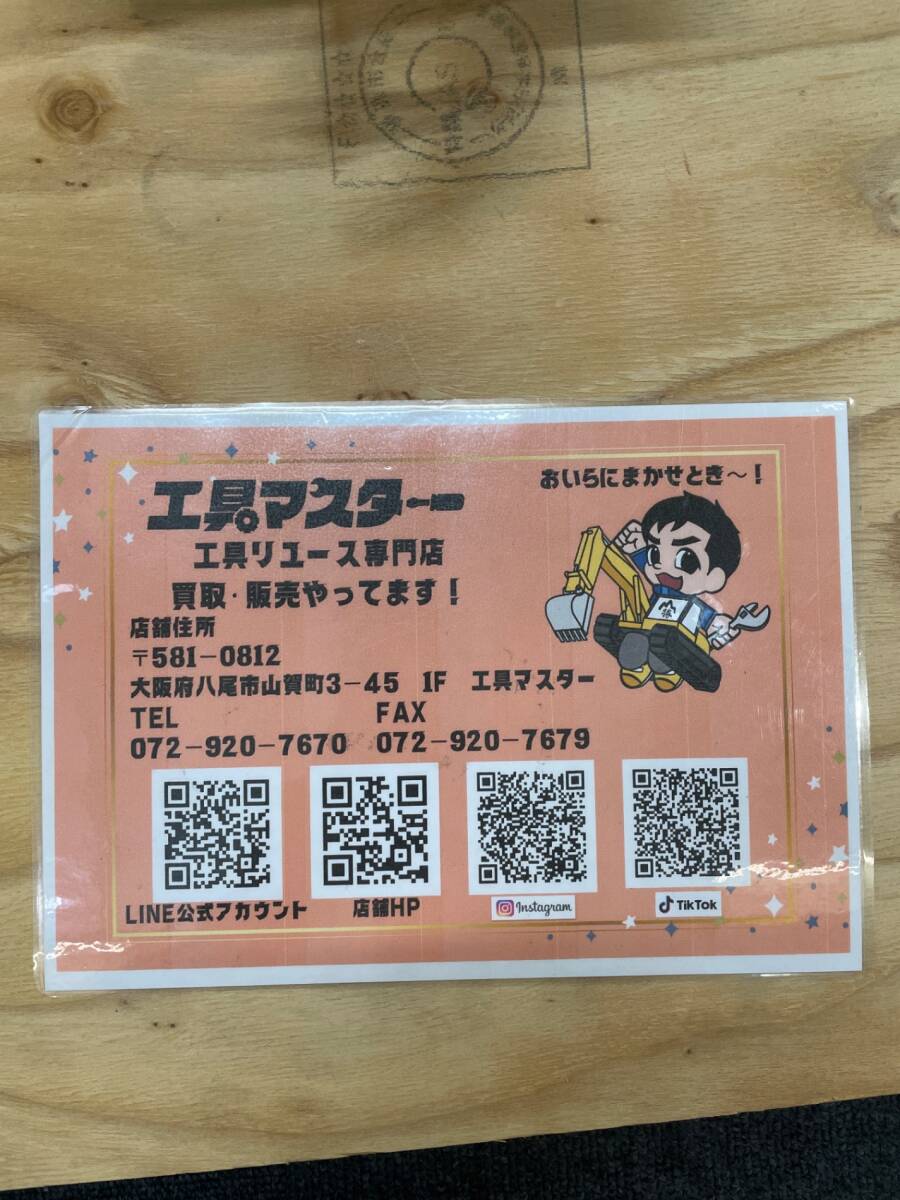 工具マスター
工具リユース専門店
買取・販売やってます！
おいらにまかせとき～！
店舗住所
〒581-0812
大阪府八尾市山賀町3-45 1F 工具マスター
TEL FAX
072-920-7670 072-920-7679
LINE公式アカウント 店舗HP Instagram TikTok